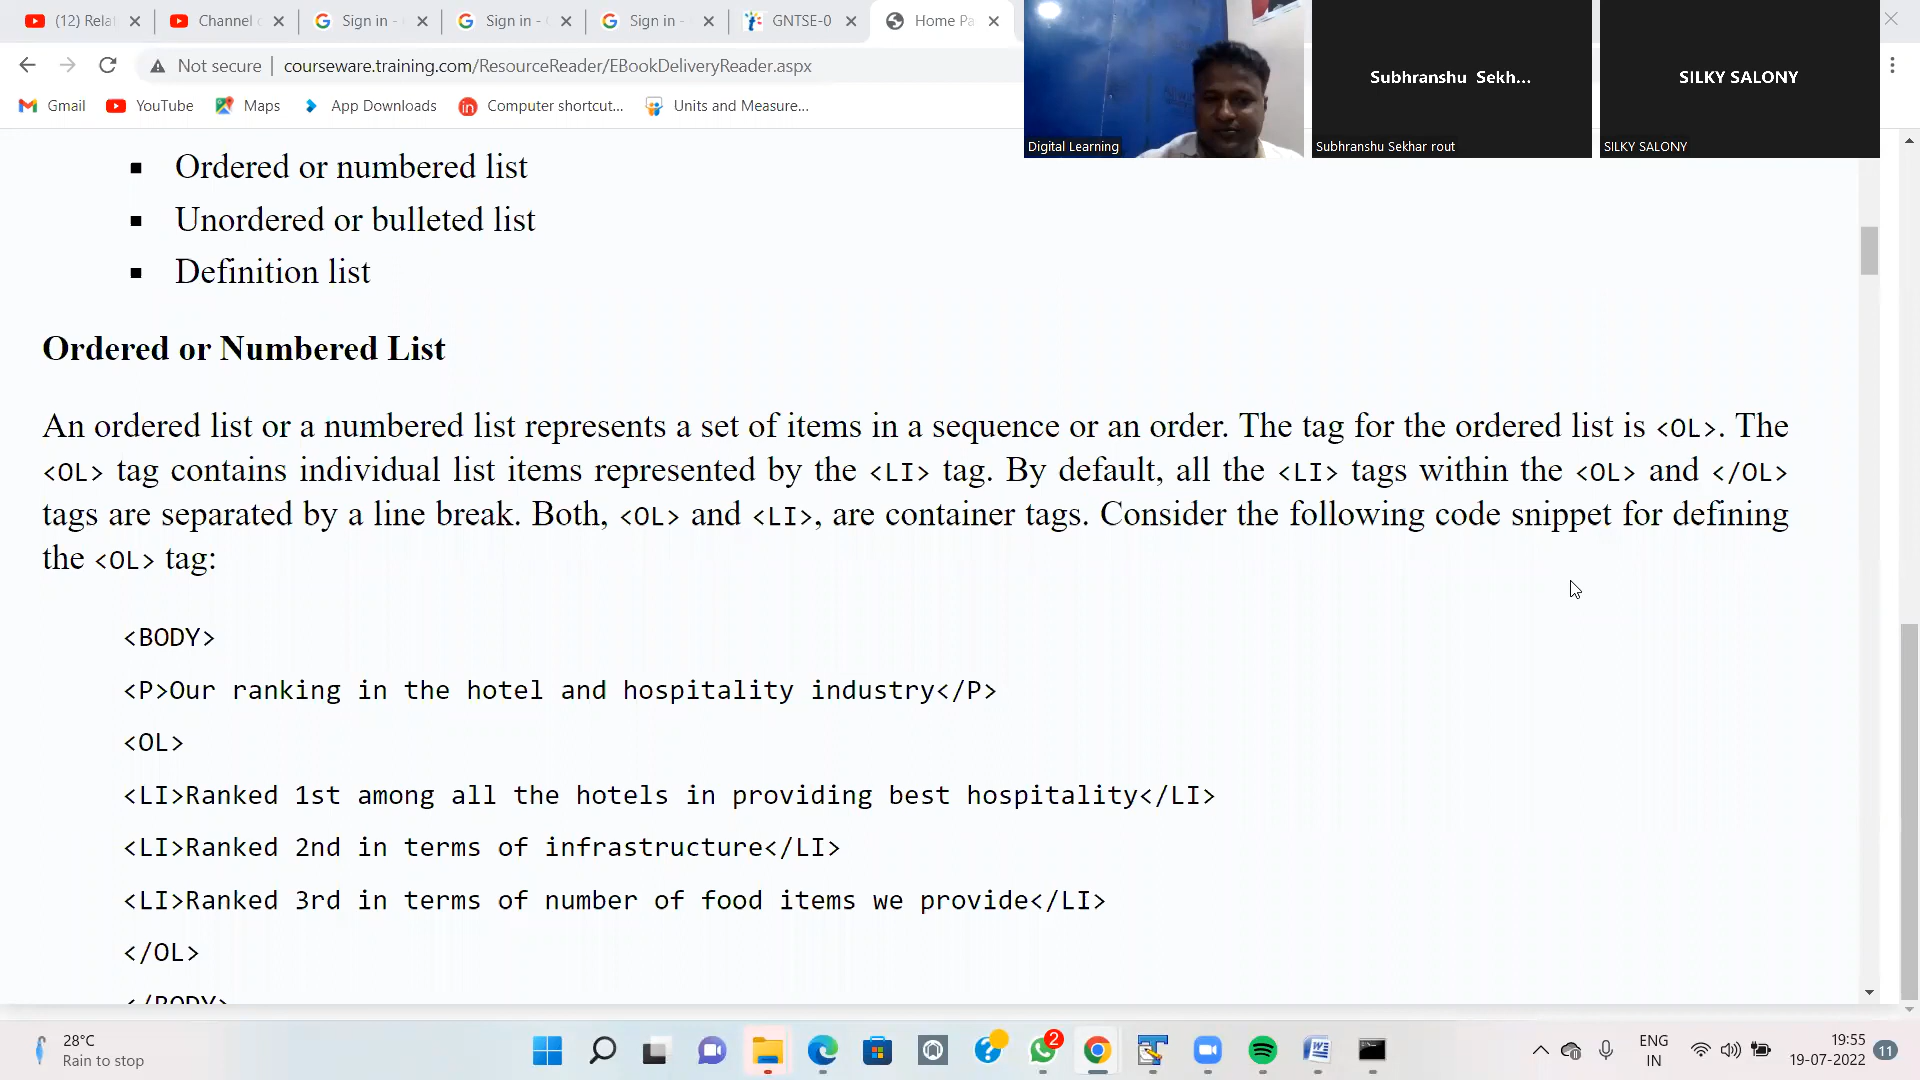 (12) Rela
Channel
Sign in -
Sign in -
Sign in -
GNTSE-0
Home Pa
Not secure
courseware.training.com/ResourceReader/EBookDeliveryReader.aspx
Gmail
YouTube
Maps
App Downloads
Computer shortcut...
Units and Measure...
Digital Learning
Subhranshu Sekh...
Subhranshu Sekhar rout
SILKY SALONY
SILKY SALONY
Ordered or numbered list
Unordered or bulleted list
Definition list
Ordered or Numbered List
An ordered list or a numbered list represents a set of items in a sequence or an order. The tag for the ordered list is <OL>. The
<OL> tag contains individual list items represented by the <LI> tag. By default, all the <LI> tags within the <OL> and </OL>
tags are separated by a line break. Both, <OL> and <LI>, are container tags. Consider the following code snippet for defining
the <OL> tag:
<BODY>
<P>Our ranking in the hotel and hospitality industry</P>
<OL>
<LI>Ranked 1st among all the hotels in providing best hospitality</LI>
<LI>Ranked 2nd in terms of infrastructure</LI>
<LI>Ranked 3rd in terms of number of food items we provide</LI>
</OL>
</BODY>
28°C
Rain to stop
2
ENG
IN
19:55
19-07-2022
11